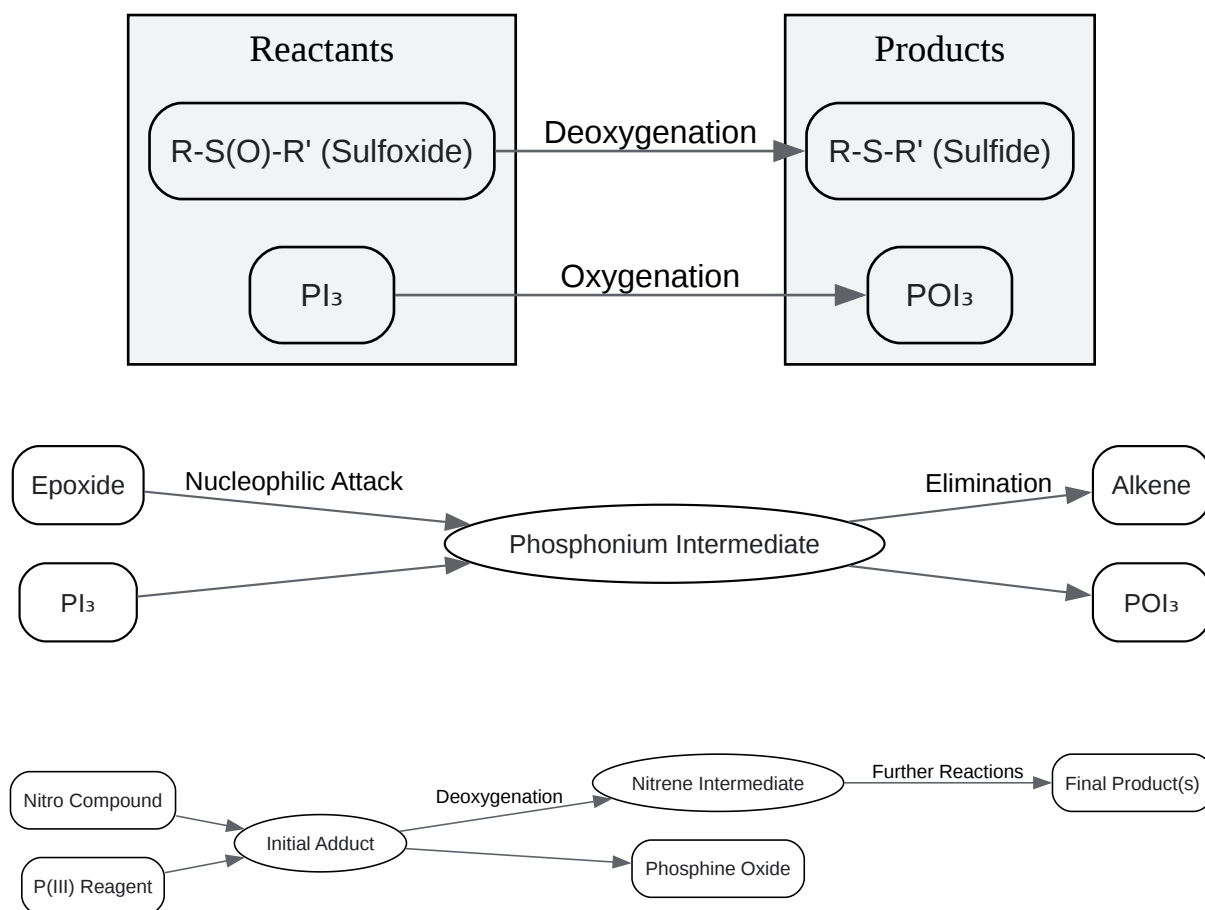 Reactants
Products
R-S(O)-R' (Sulfoxide)
Deoxygenation
R-S-R' (Sulfide)
PI₃
Oxygenation
POI₃
Epoxide
Nucleophilic Attack
Phosphonium Intermediate
Elimination
Alkene
PI₃
POI₃
Nitro Compound
P(III) Reagent
Initial Adduct
Deoxygenation
Nitrene Intermediate
Further Reactions
Final Product(s)
Phosphine Oxide